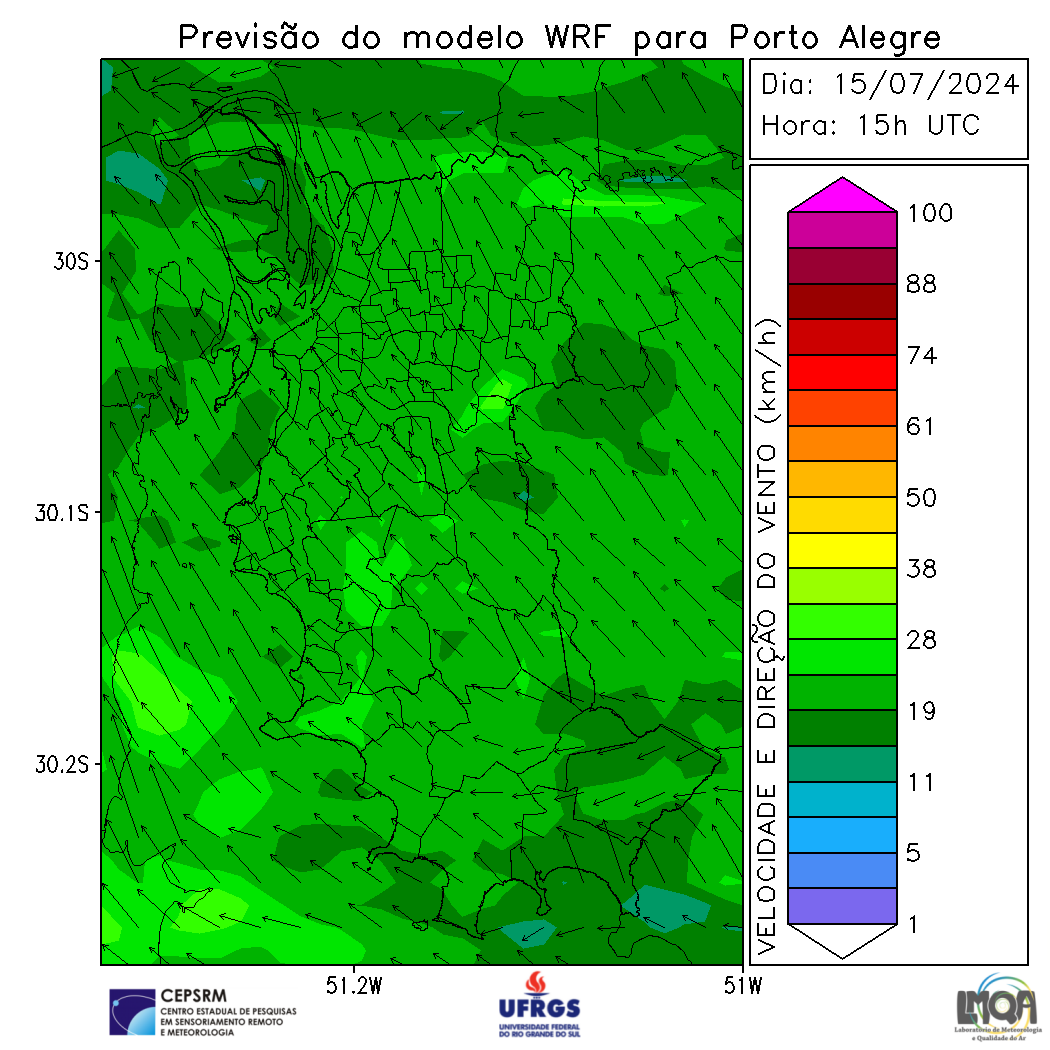 Previsão do modelo WRF para Porto Alegre
Dia: 15/07/2024
Hora: 15h UTC
30S
30.1S
30.2S
51.2W
51W
VELOCIDADE E DIREÇÃO DO VENTO (km/h)
100
88
74
61
50
38
28
19
11
5
1
CEPSRM
CENTRO ESTADUAL DE PESQUISAS
EM SENSORIAMENTO REMOTO
E METEOROLOGIA
UFRGS
UNIVERSIDADE FEDERAL
DO RIO GRANDE DO SUL
LMQA
Laboratório de Meteorologia
e Qualidade do Ar